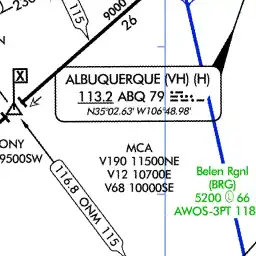 230
115
9000
26
X
ALBUQUERQUE (VH) (H)
113.2 ABQ 79
N35°02.63' W106°48.98'
ONY
9500SW
MCA
V190 11500NE
V12 10700E
V68 10000SE
116.8 ONM 115
Belen Rgnl
(BRG)
5200 Ⓛ 66
AWOS-3PT 118